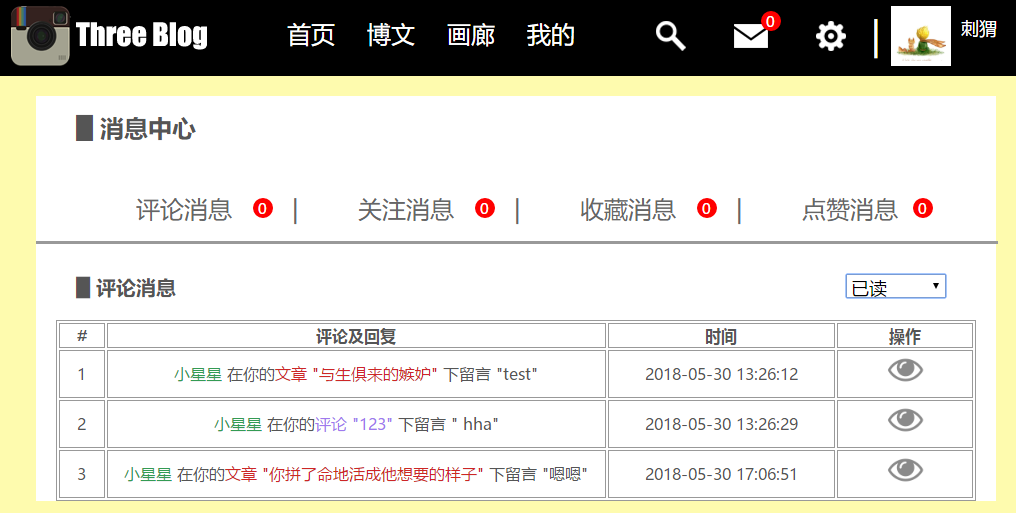 Three Blog 首页 博文 画廊 我的 0 刺猬
消息中心
评论消息 0 | 关注消息 0 | 收藏消息 0 | 点赞消息 0
评论消息 已读
# 评论及回复 时间 操作
1 小星星 在你的文章 "与生俱来的嫉妒" 下留言 "test" 2018-05-30 13:26:12
2 小星星 在你的评论 "123" 下留言 " hha" 2018-05-30 13:26:29
3 小星星 在你的文章 "你拼了命地活成他想要的样子" 下留言 "嗯嗯" 2018-05-30 17:06:51